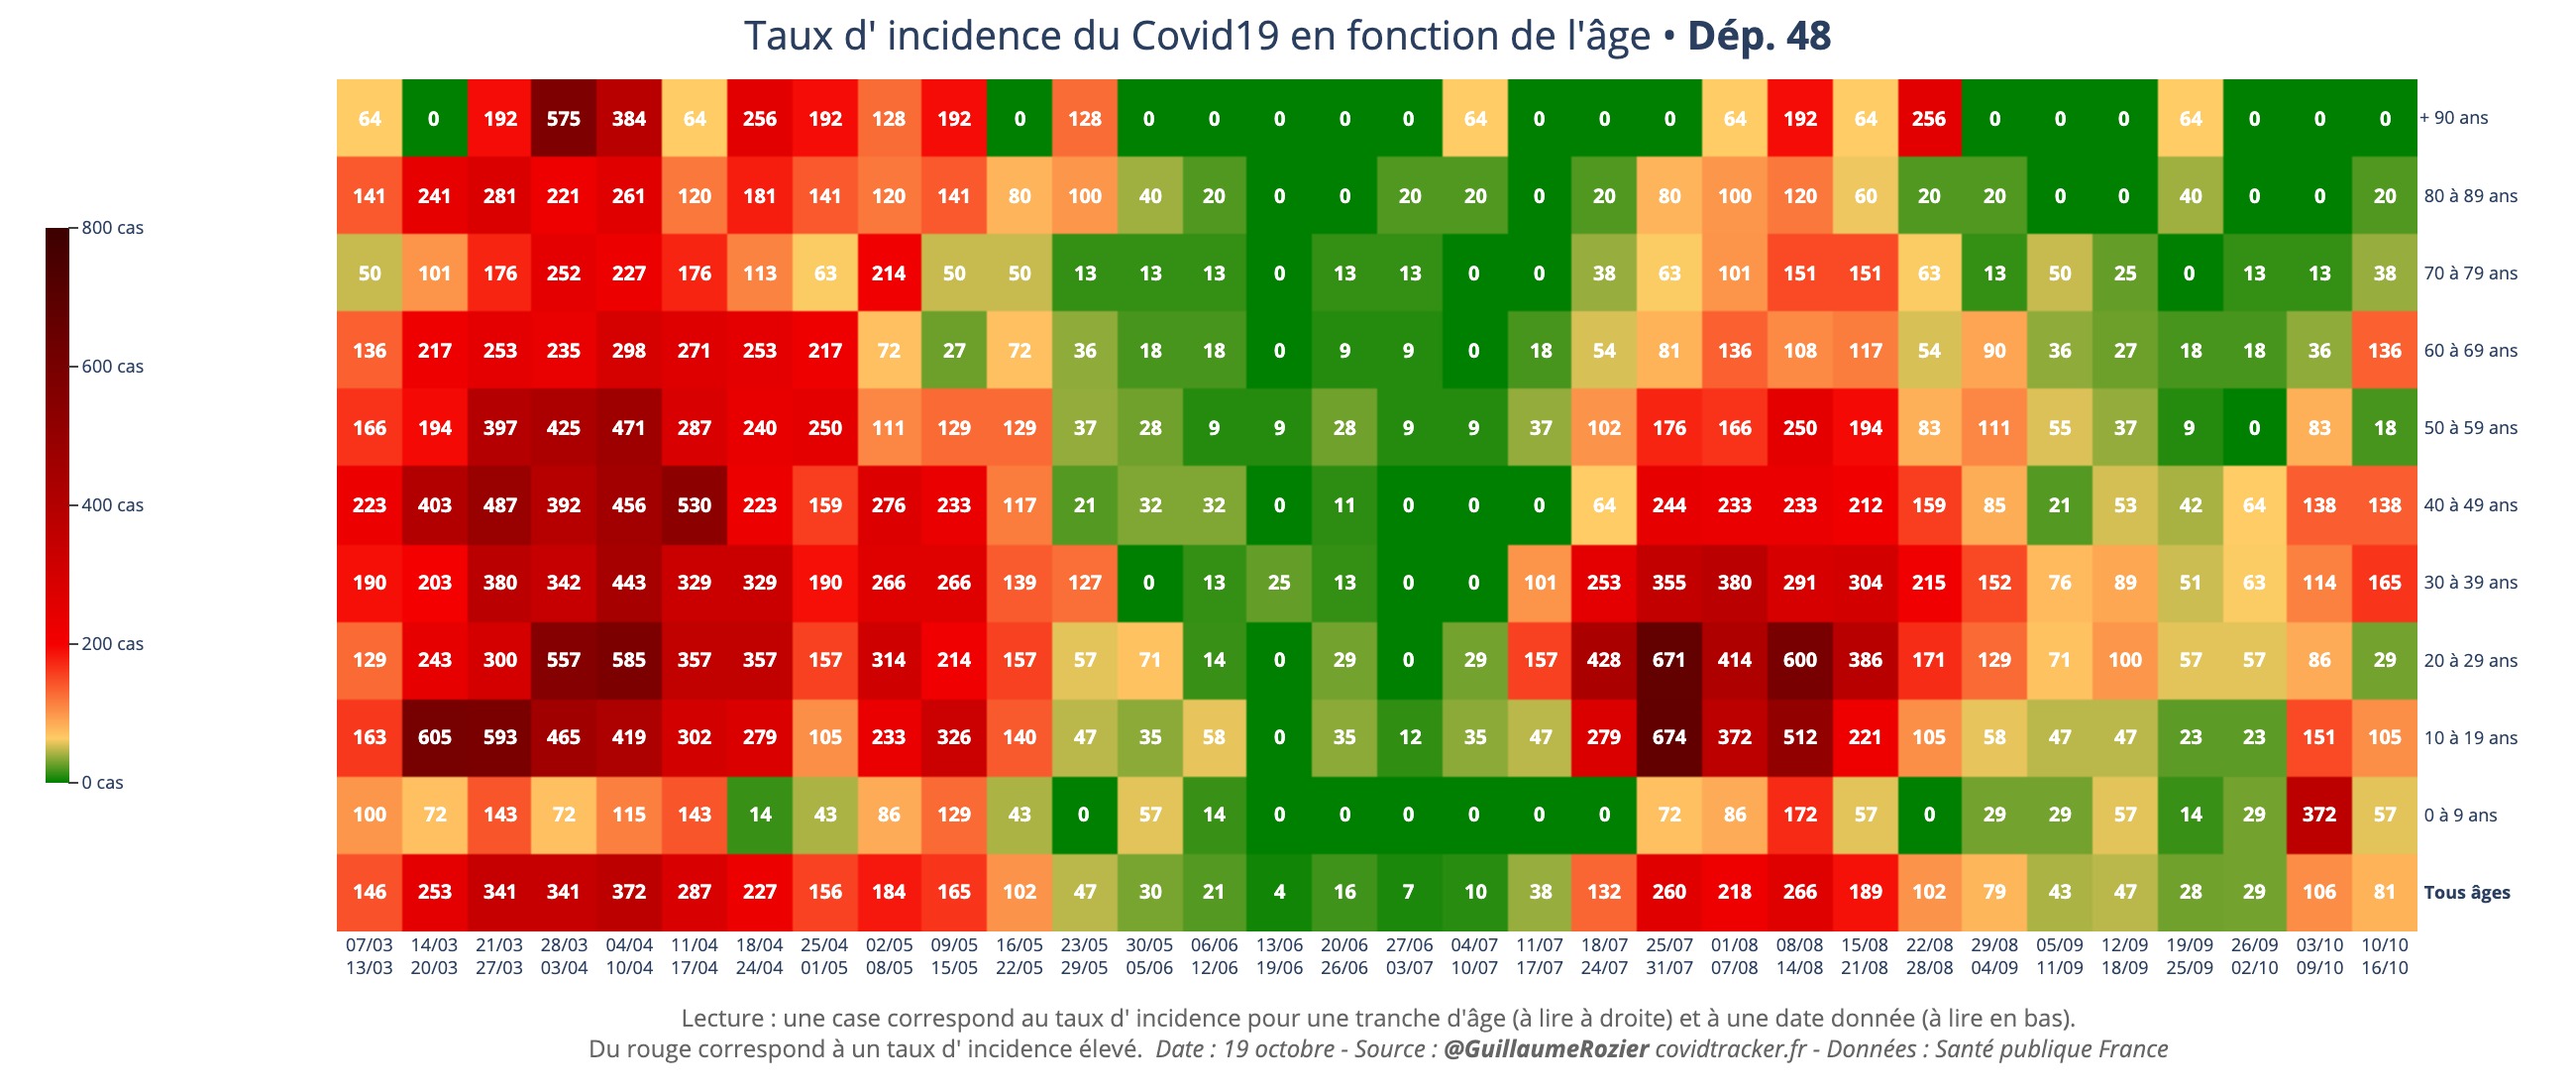 Taux d' incidence du Covid19 en fonction de l'âge • Dép. 48
800 cas
600 cas
400 cas
200 cas
0 cas
64 0 192 575 384 64 256 192 128 192 0 128 0 0 0 0 0 64 0 0 0 64 192 64 256 0 0 0 64 0 0 0 + 90 ans
141 241 281 221 261 120 181 141 120 141 80 100 40 20 0 0 20 20 0 20 80 100 120 60 20 20 0 0 40 0 0 20 80 à 89 ans
50 101 176 252 227 176 113 63 214 50 50 13 13 13 0 13 13 0 0 38 63 101 151 151 63 13 50 25 0 13 13 38 70 à 79 ans
136 217 253 235 298 271 253 217 72 27 72 36 18 18 0 9 9 0 18 54 81 136 108 117 54 90 36 27 18 18 36 136 60 à 69 ans
166 194 397 425 471 287 240 250 111 129 129 37 28 9 9 28 9 9 37 102 176 166 250 194 83 111 55 37 9 0 83 18 50 à 59 ans
223 403 487 392 456 530 223 159 276 233 117 21 32 32 0 11 0 0 0 64 244 233 233 212 159 85 21 53 42 64 138 138 40 à 49 ans
190 203 380 342 443 329 329 190 266 266 139 127 0 13 25 13 0 0 101 253 355 380 291 304 215 152 76 89 51 63 114 165 30 à 39 ans
129 243 300 557 585 357 357 157 314 214 157 57 71 14 0 29 0 29 157 428 671 414 600 386 171 129 71 100 57 57 86 29 20 à 29 ans
163 605 593 465 419 302 279 105 233 326 140 47 35 58 0 35 12 35 47 279 674 372 512 221 105 58 47 47 23 23 151 105 10 à 19 ans
100 72 143 72 115 143 14 43 86 129 43 0 57 14 0 0 0 0 0 0 72 86 172 57 0 29 29 57 14 29 372 57 0 à 9 ans
146 253 341 341 372 287 227 156 184 165 102 47 30 21 4 16 7 10 38 132 260 218 266 189 102 79 43 47 28 29 106 81 Tous âges
07/03 14/03 21/03 28/03 04/04 11/04 18/04 25/04 02/05 09/05 16/05 23/05 30/05 06/06 13/06 20/06 27/06 04/07 11/07 18/07 25/07 01/08 08/08 15/08 22/08 29/08 05/09 12/09 19/09 26/09 03/10 10/10
13/03 20/03 27/03 03/04 10/04 17/04 24/04 01/05 08/05 15/05 22/05 29/05 05/06 12/06 19/06 26/06 03/07 10/07 17/07 24/07 31/07 07/08 14/08 21/08 28/08 04/09 11/09 18/09 25/09 02/10 09/10 16/10
Lecture : une case correspond au taux d' incidence pour une tranche d'âge (à lire à droite) et à une date donnée (à lire en bas).
Du rouge correspond à un taux d' incidence élevé. Date : 19 octobre - Source : @GuillaumeRozier covidtracker.fr - Données : Santé publique France